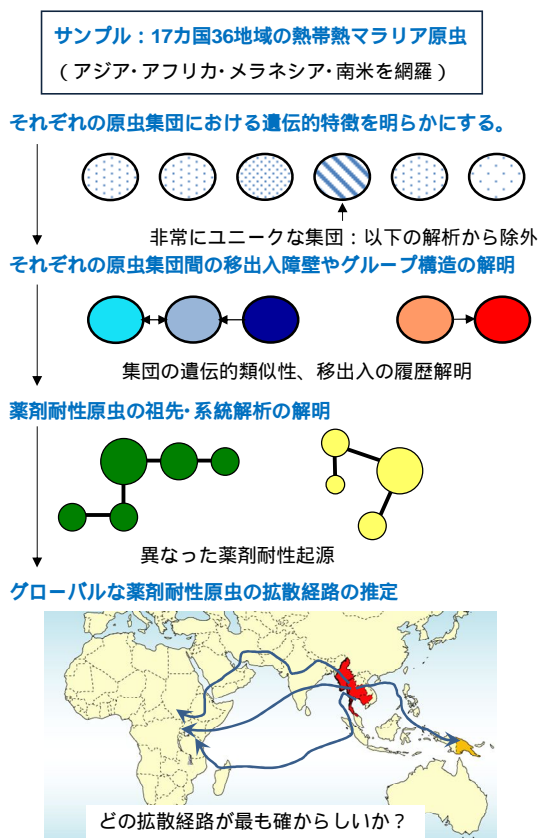 サンプル：17カ国36地域の熱帯熱マラリア原虫
（アジア・アフリカ・メラネシア・南米を網羅）
それぞれの原虫集団における遺伝的特徴を明らかにする。
非常にユニークな集団：以下の解析から除外
それぞれの原虫集団間の移出入障壁やグループ構造の解明
集団の遺伝的類似性、移出入の履歴解明
薬剤耐性原虫の祖先・系統解析の解明
異なった薬剤耐性起源
グローバルな薬剤耐性原虫の拡散経路の推定
どの拡散経路が最も確からしいか？